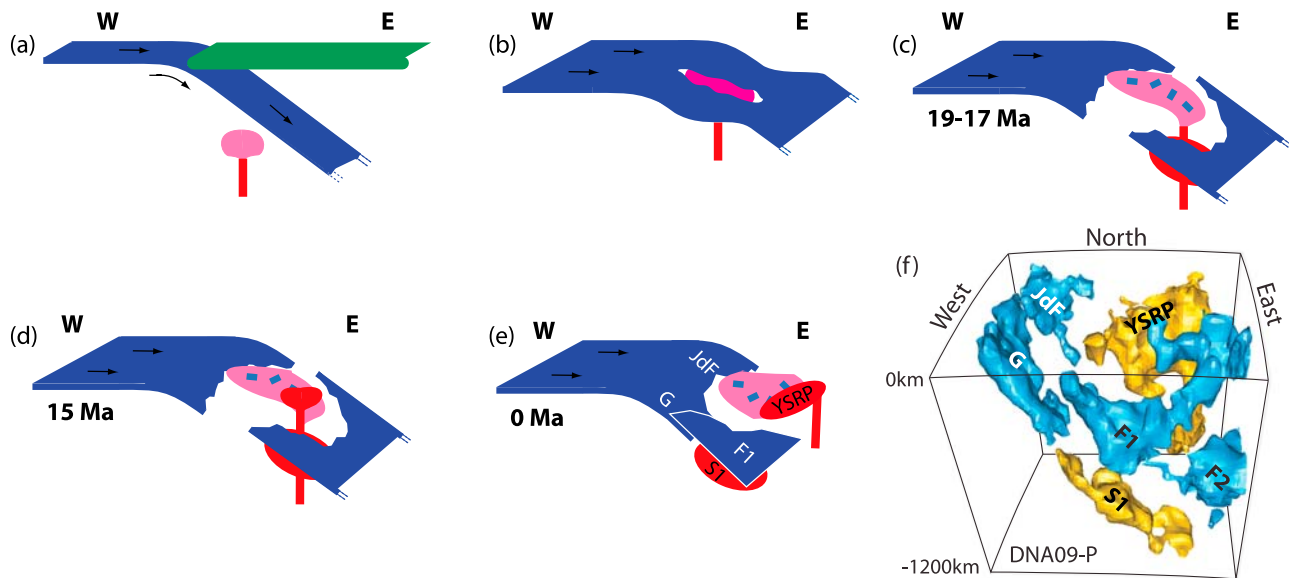 (a)
W
E
(b)
W
E
(c)
W
E
19-17 Ma
(d)
W
E
15 Ma
(e)
W
E
0 Ma
JdF
G
F1
S1
YSRP
(f)
North
West
East
JdF
YSRP
G
0km
F1
F2
S1
-1200km
DNA09-P